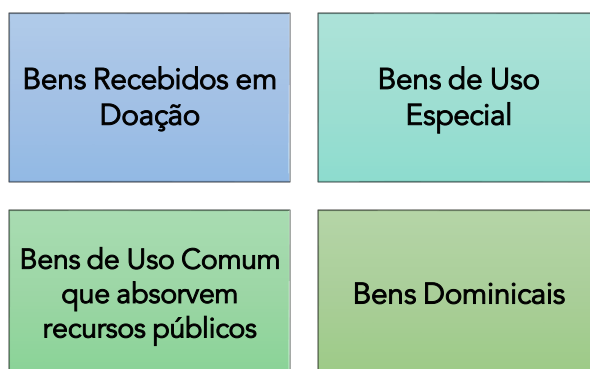 Bens Recebidos em
Doação
Bens de Uso
Especial
Bens de Uso Comum
que absorvem
recursos públicos
Bens Dominicais